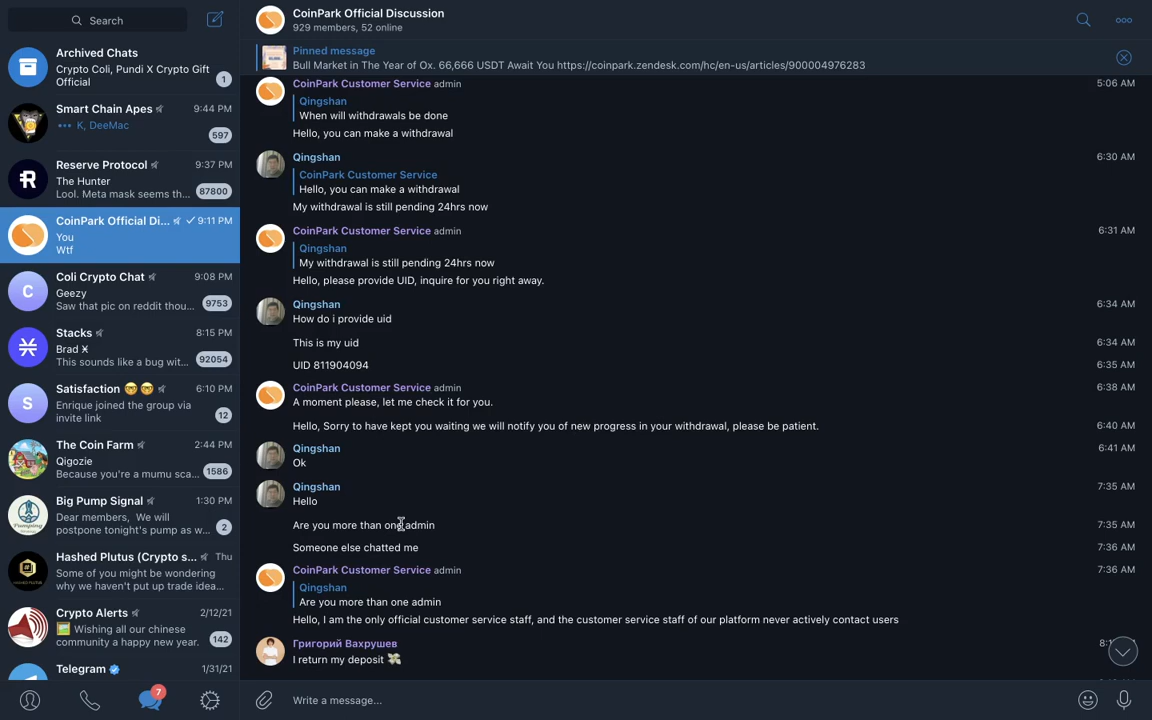 Search
Archived Chats
Crypto Coli, Pundi X Crypto Gift
Official
1
Smart Chain Apes
9:44 PM
K, DeeMac
597
Reserve Protocol
9:37 PM
The Hunter
Lool. Meta mask seems th...
87800
CoinPark Official Di...
9:11 PM
You
Wtf
Coli Crypto Chat
9:08 PM
Geezy
Saw that pic on reddit thou...
9753
Stacks
8:15 PM
Brad ӾӾ
This sounds like a bug wit...
92054
Satisfaction 🤓🤓
6:10 PM
Enrique joined the group via
invite link
12
The Coin Farm
2:44 PM
Qigozie
Because you're a mumu sca...
1586
Big Pump Signal
1:30 PM
Dear members, We will
postpone tonight's pump as w...
2
Hashed Plutus (Crypto s...
Thu
Some of you might be wondering
why we haven't put up trade idea...
Crypto Alerts
2/12/21
🖼️ Wishing all our chinese
community a happy new year.
142
Telegram
1/31/21
7
CoinPark Official Discussion
929 members, 52 online
Pinned message
Bull Market in The Year of Ox. 66,666 USDT Await You https://coinpark.zendesk.com/hc/en-us/articles/900004976283
CoinPark Customer Service admin
5:06 AM
Qingshan
When will withdrawals be done
Hello, you can make a withdrawal
Qingshan
6:30 AM
CoinPark Customer Service
Hello, you can make a withdrawal
My withdrawal is still pending 24hrs now
CoinPark Customer Service admin
6:31 AM
Qingshan
My withdrawal is still pending 24hrs now
Hello, please provide UID, inquire for you right away.
Qingshan
6:34 AM
How do i provide uid
This is my uid
6:34 AM
UID 811904094
6:35 AM
CoinPark Customer Service admin
6:38 AM
A moment please, let me check it for you.
Hello, Sorry to have kept you waiting we will notify you of new progress in your withdrawal, please be patient.
6:40 AM
Qingshan
6:41 AM
Ok
Qingshan
7:35 AM
Hello
Are you more than one admin
7:35 AM
Someone else chatted me
7:36 AM
CoinPark Customer Service admin
7:36 AM
Qingshan
Are you more than one admin
Hello, I am the only official customer service staff, and the customer service staff of our platform never actively contact users
Григорий Вахрушев
I return my deposit 💸
Write a message...